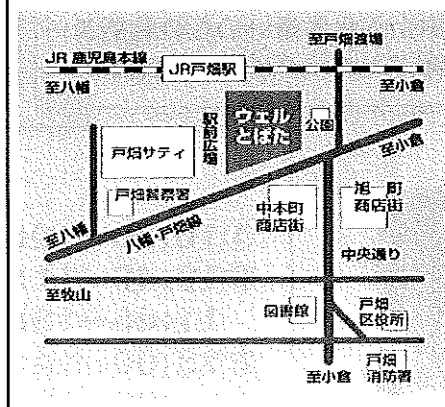 至戸畑渡場
JR 鹿児島本線
JR戸畑駅
至八幡
至小倉
駅前広場
ウェル
とばた
公園
戸畑サティ
至小倉
戸畑警察署
中本町
商店街
旭町
商店街
至八幡
八幡・戸畑線
中央通り
至牧山
図書館
戸畑
区役所
至小倉
戸畑
消防署